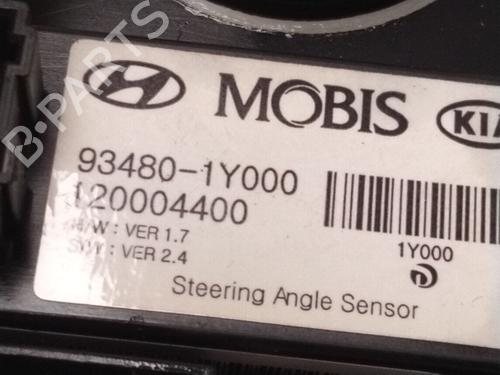 MOBIS KIA
93480-1Y000
120004400
H/W : VER 1.7
S/W : VER 2.4
1Y000
Steering Angle Sensor
B-PARTS